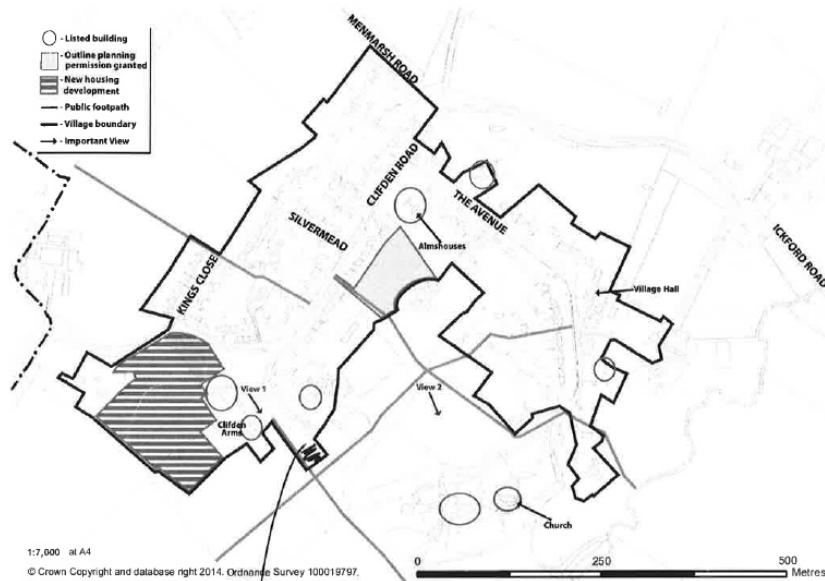 - Listed building
- Outline planning
permission granted
- New housing
development
- Public footpath
- Village boundary
- Important View
MENMARSH ROAD
CLIFDEN ROAD
THE AVENUE
SILVERMEAD
Almshouses
ICKFORD ROAD
KINGS CLOSE
Village Hall
View 1
View 2
Clifden
Arms
Church
1:7,000 at A4
© Crown Copyright and database right 2014. Ordnance Survey 100019797.
0 250 500
Metres